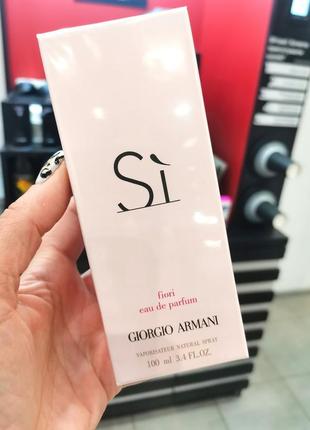 Sì
fiori
eau de parfum
GIORGIO ARMANI
VAPORISATEUR NATURAL SPRAY
100 ml 3.4 FL.OZ.